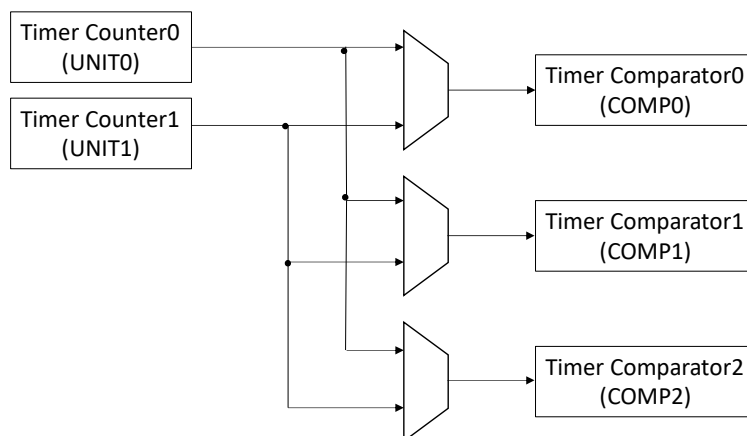 Timer Counter0
(UNIT0)
Timer Counter1
(UNIT1)
Timer Comparator0
(COMP0)
Timer Comparator1
(COMP1)
Timer Comparator2
(COMP2)